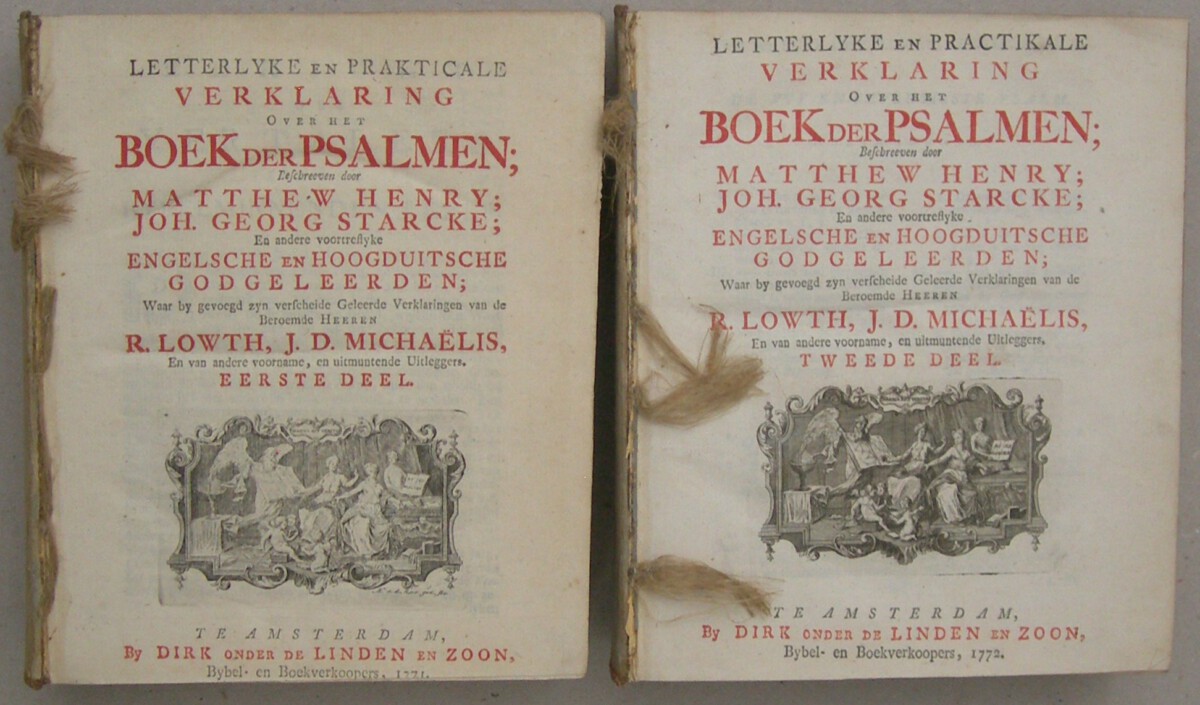 LETTERLYKE EN PRAKTICALE
VERKLARING
OVER HET
BOEK DER PSALMEN;
Beschreeven door
MATTHEW HENRY;
JOH. GEORG STARCKE;
En andere voortreflyke
ENGELSCHE EN HOOGDUITSCHE
GODGELEERDEN;
Waar by gevoegd zyn verscheide Geleerde Verklaringen van de
Beroemde HEEREN
R. LOWTH, J. D. MICHAËLIS,
En van andere voorname, en uitmuntende Uitleggers.
EERSTE DEEL.
TE AMSTERDAM,
By DIRK ONDER DE LINDEN EN ZOON,
Bybel- en Boekverkoopers, 1771.
LETTERLYKE EN PRACTIKALE
VERKLARING
OVER HET
BOEK DER PSALMEN;
Beschreeven door
MATTHEW HENRY;
JOH. GEORG STARCKE;
En andere voortreflyke
ENGELSCHE EN HOOGDUITSCHE
GODGELEERDEN;
Waar by gevoegd zyn verscheide Geleerde Verklaringen van de
Beroemde HEEREN
R. LOWTH, J. D. MICHAËLIS,
En van andere voorname, en uitmuntende Uitleggers.
TWEEDE DEEL.
TE AMSTERDAM,
By DIRK ONDER DE LINDEN EN ZOON,
Bybel- en Boekverkoopers, 1772.